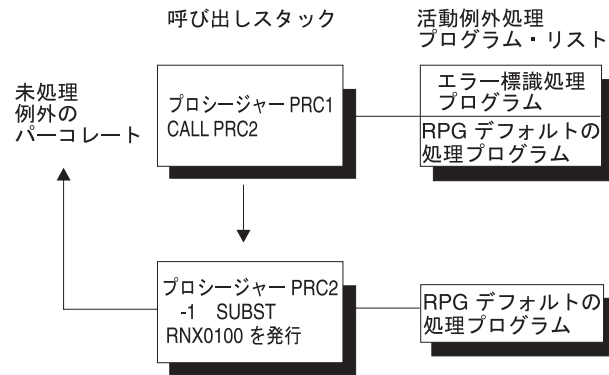 呼び出しスタック
活動例外処理
プログラム・リスト
未処理
例外の
パーコレート
プロシージャー PRC1
CALL PRC2
エラー標識処理
プログラム
RPG デフォルトの
処理プログラム
プロシージャー PRC2
-1 SUBST
RNX0100 を発行
RPG デフォルトの
処理プログラム